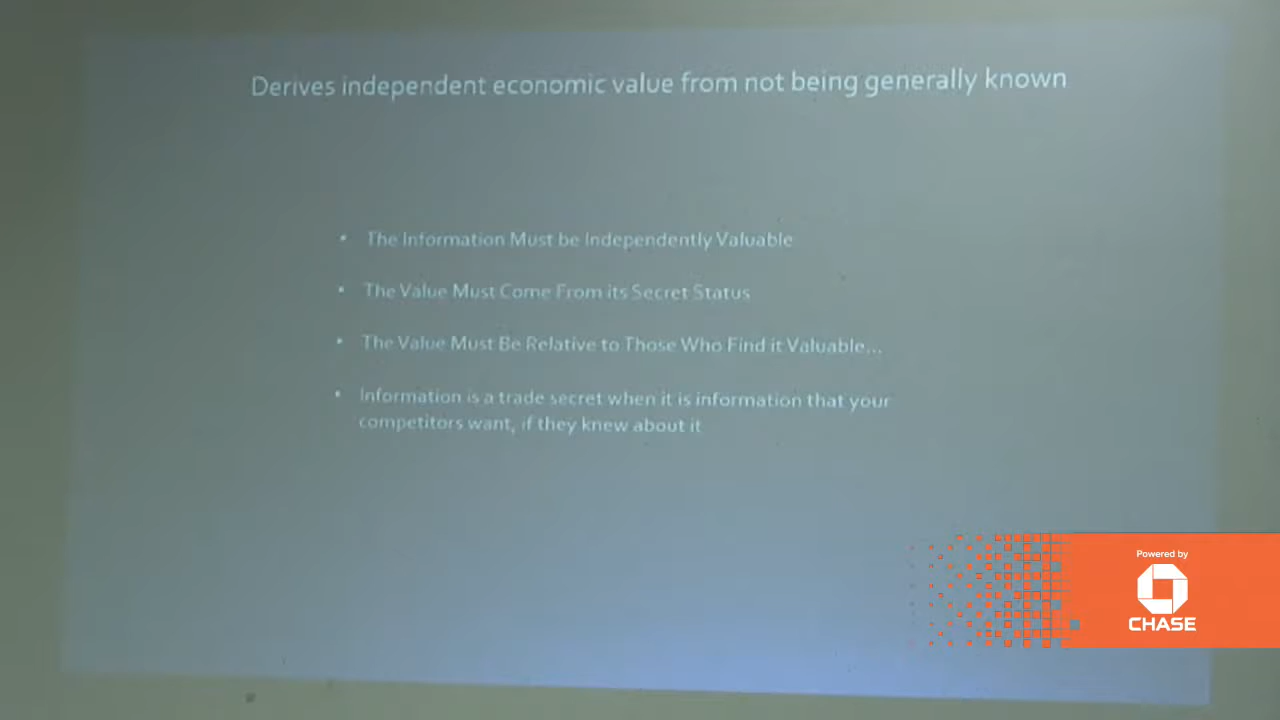 Derives independent economic value from not being generally known
• The Information Must be Independently Valuable
• The Value Must Come From its Secret Status
• The Value Must Be Relative to Those Who Find it Valuable...
• Information is a trade secret when it is information that your
competitors want, if they knew about it
Powered by
CHASE